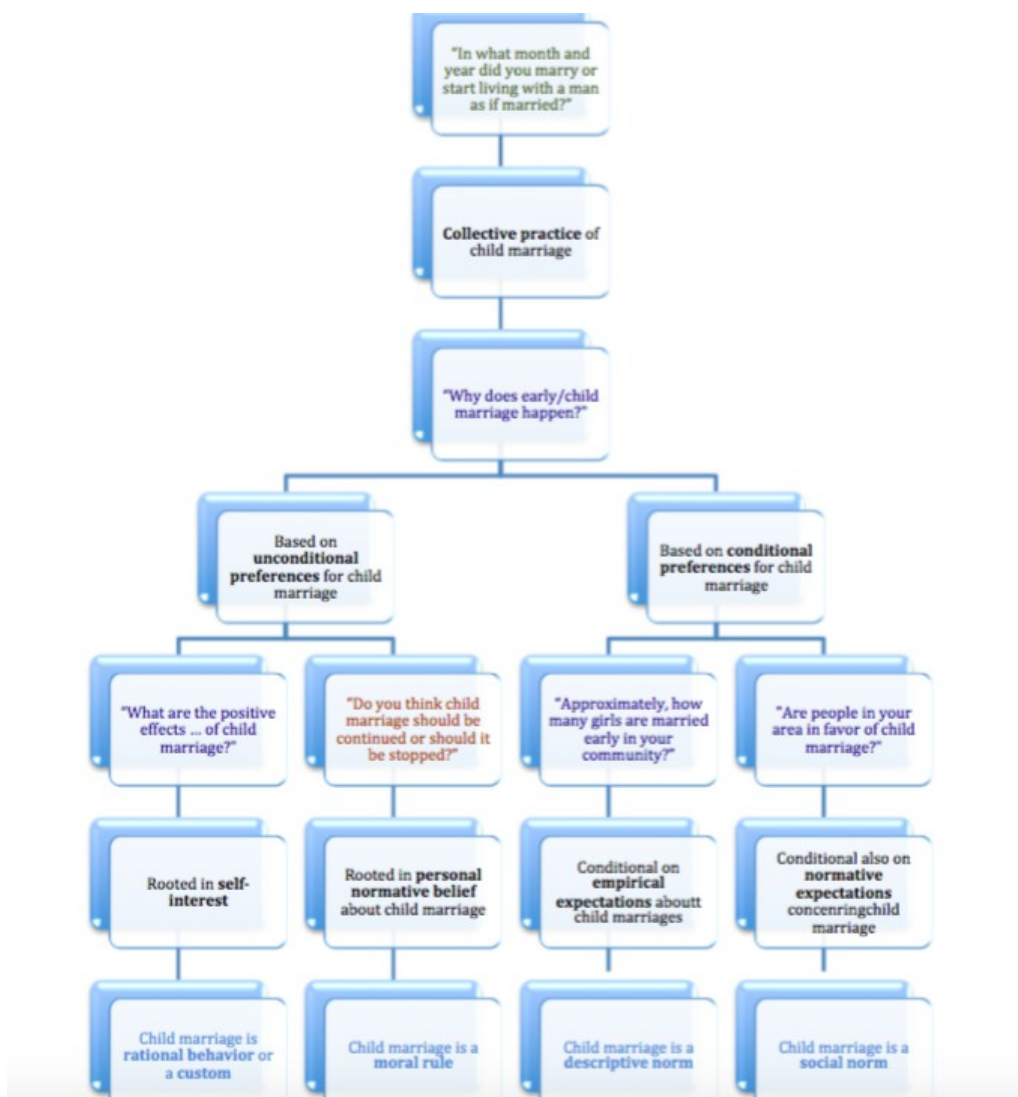 “In what month and
year did you marry or
start living with a man
as if married?”
Collective practice of
child marriage
“Why does early/child
marriage happen?”
Based on
unconditional
preferences for child
marriage
Based on conditional
preferences for child
marriage
“What are the positive
effects ... of child
marriage?”
“Do you think child
marriage should be
continued or should it
be stopped?”
“Approximately, how
many girls are married
early in your
community?”
“Are people in your
area in favor of child
marriage?”
Rooted in self-
interest
Rooted in personal
normative belief
about child marriage
Conditional on
empirical
expectations aboutt
child marriages
Conditional also on
normative
expectations
concenringchild
marriage
Child marriage is
rational behavior or
a custom
Child marriage is a
moral rule
Child marriage is a
descriptive norm
Child marriage is a
social norm